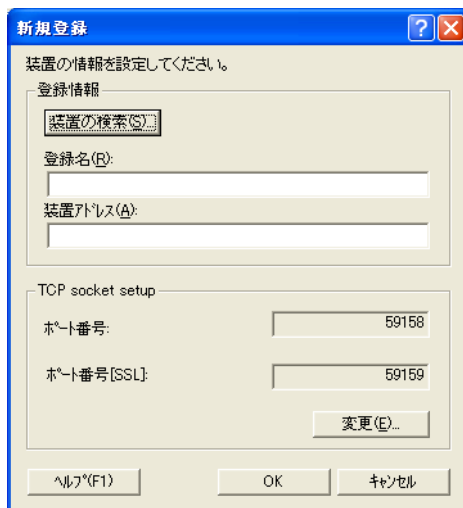 新規登録
装置の情報を設定してください。
登録情報
装置の検索(S)...
登録名(R):
装置アドレス(A):
TCP socket setup
ポート番号: 59158
ポート番号[SSL]: 59159
変更(E)...
ヘルプ(F1) OK キャンセル